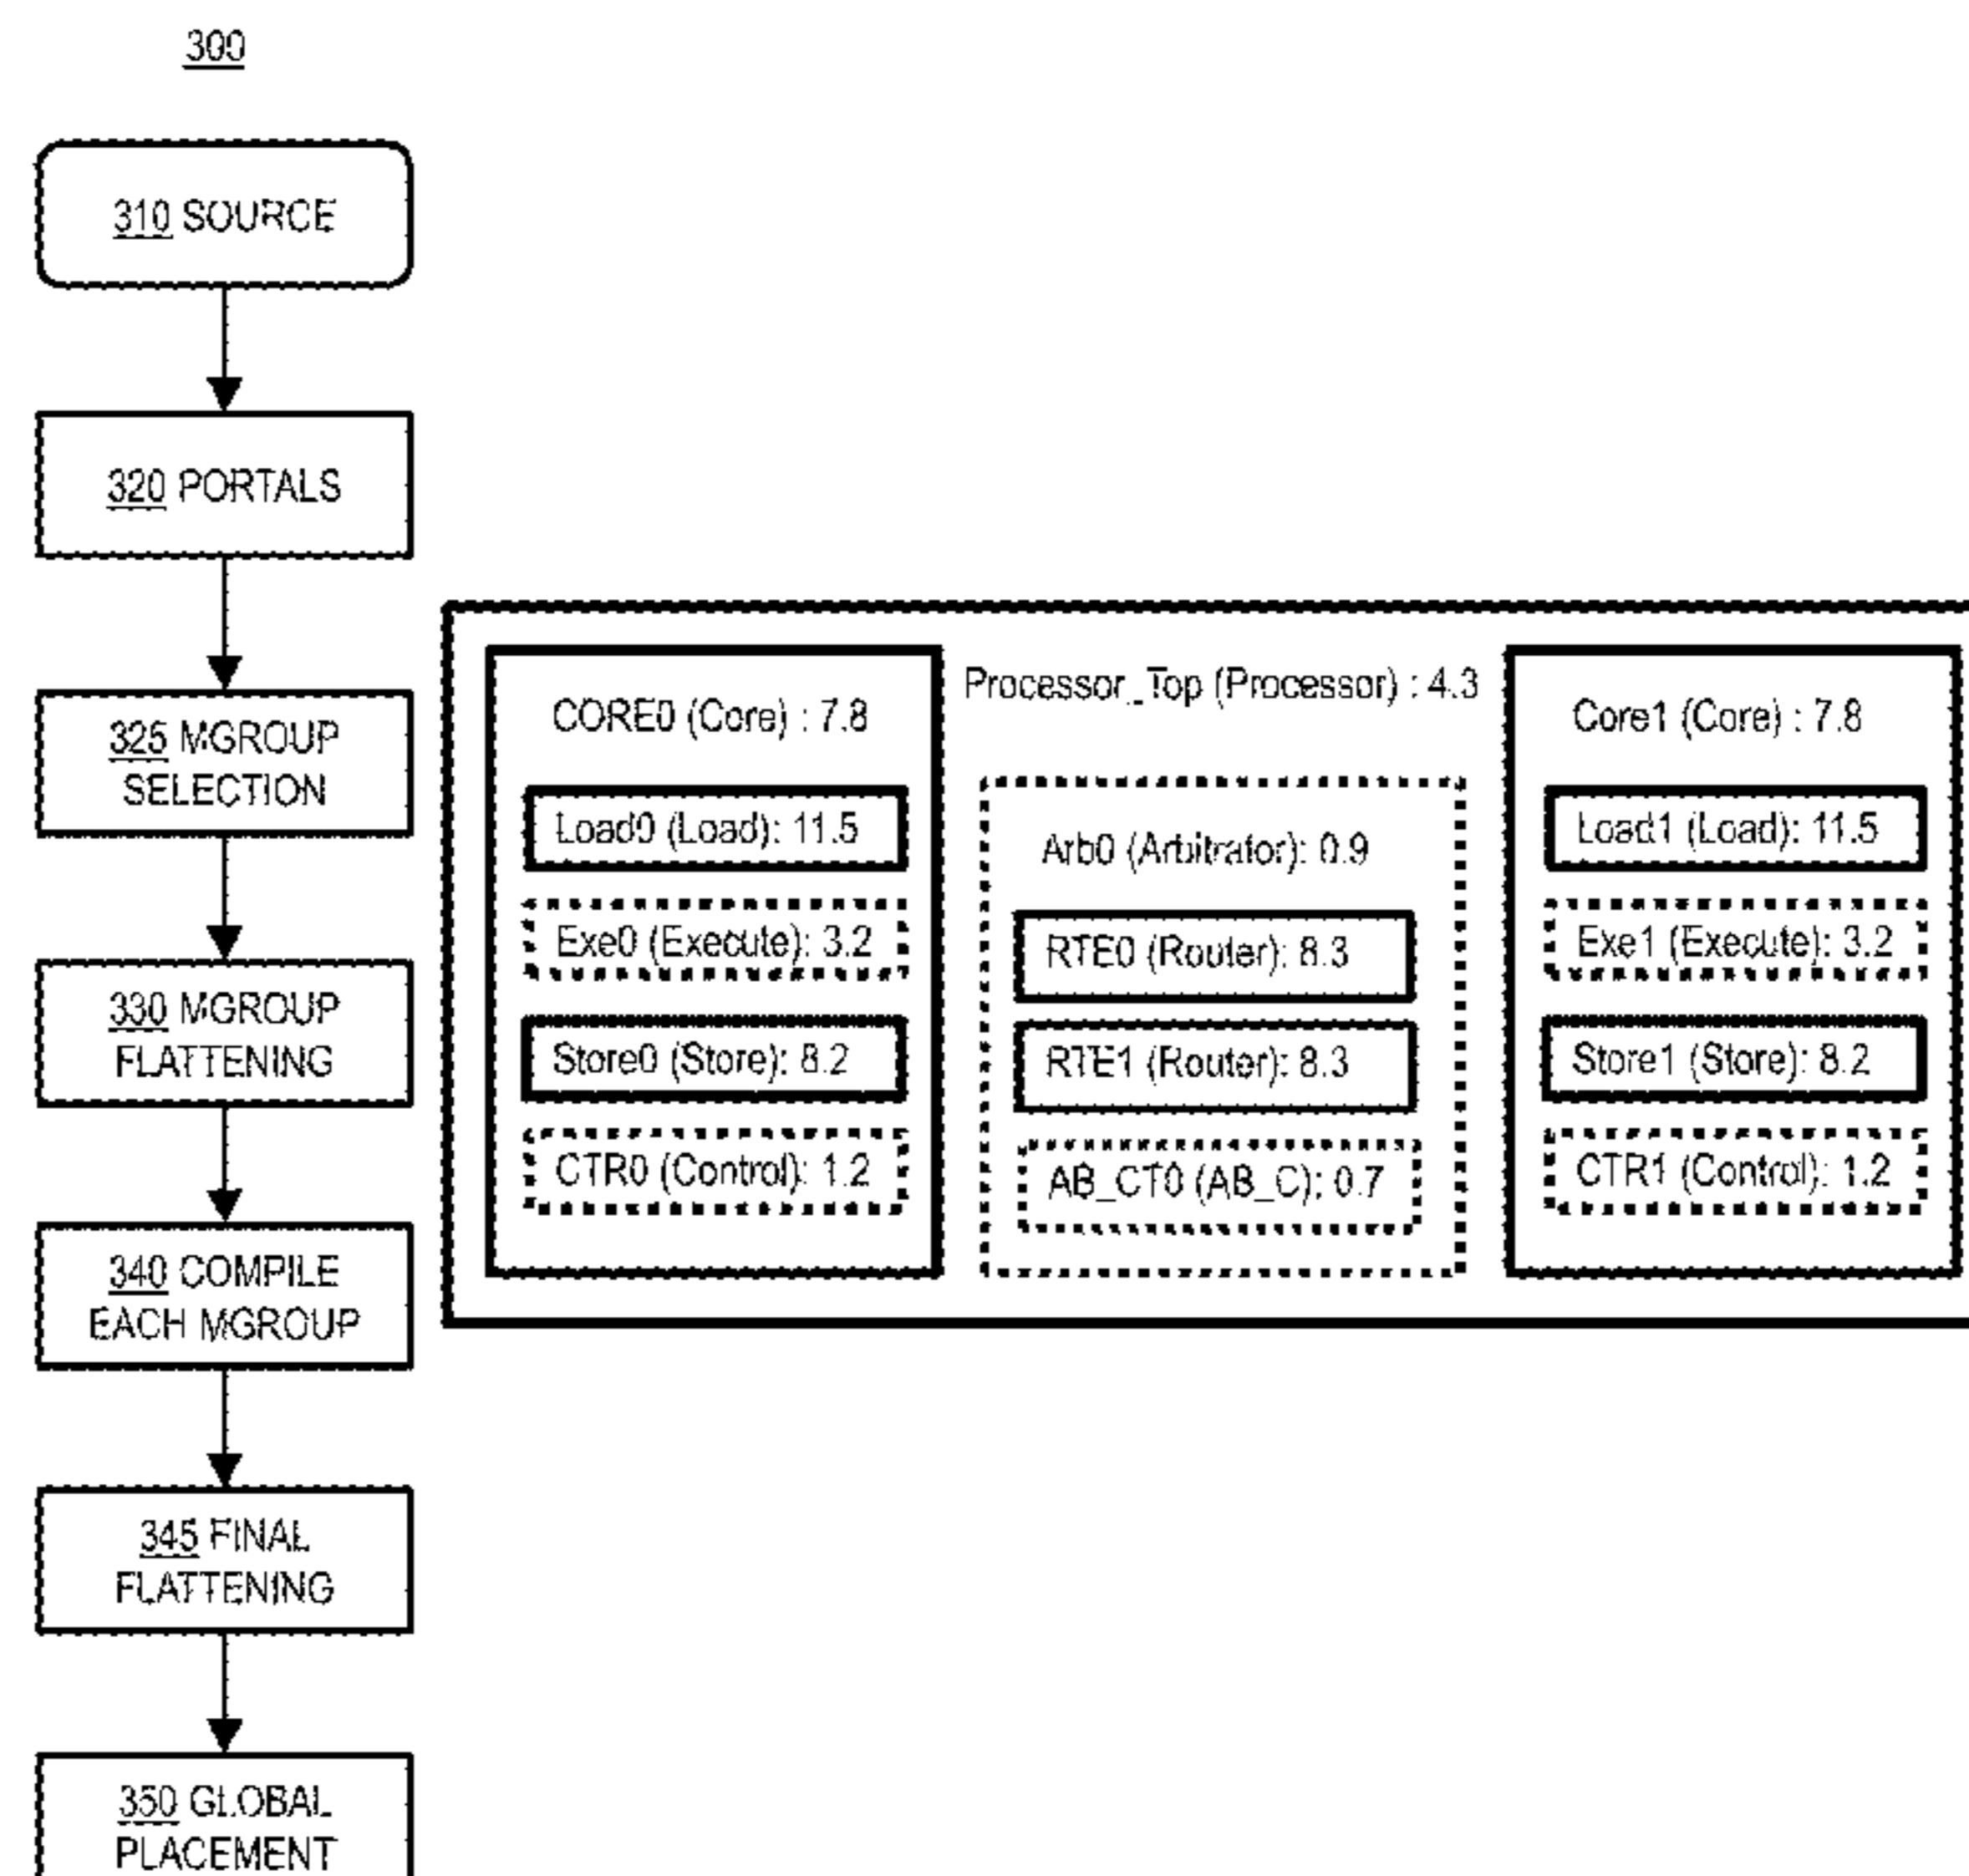 300
310 SOURCE
320 PORTALS
325 MGROUP
SELECTION
330 MGROUP
FLATTENING
340 COMPILE
EACH MGROUP
345 FINAL
FLATTENING
350 GLOBAL
PLACEMENT
CORE0 (Core) : 7.8
Load0 (Load): 11.5
Exe0 (Execute): 3.2
Store0 (Store): 8.2
CTR0 (Control): 1.2
Processor_Top (Processor) : 4.3
Arb0 (Arbitrator): 0.9
RTE0 (Router): 8.3
RTE1 (Router): 8.3
AB_CT0 (AB_C): 0.7
Core1 (Core) : 7.8
Load1 (Load): 11.5
Exe1 (Execute): 3.2
Store1 (Store): 8.2
CTR1 (Control): 1.2